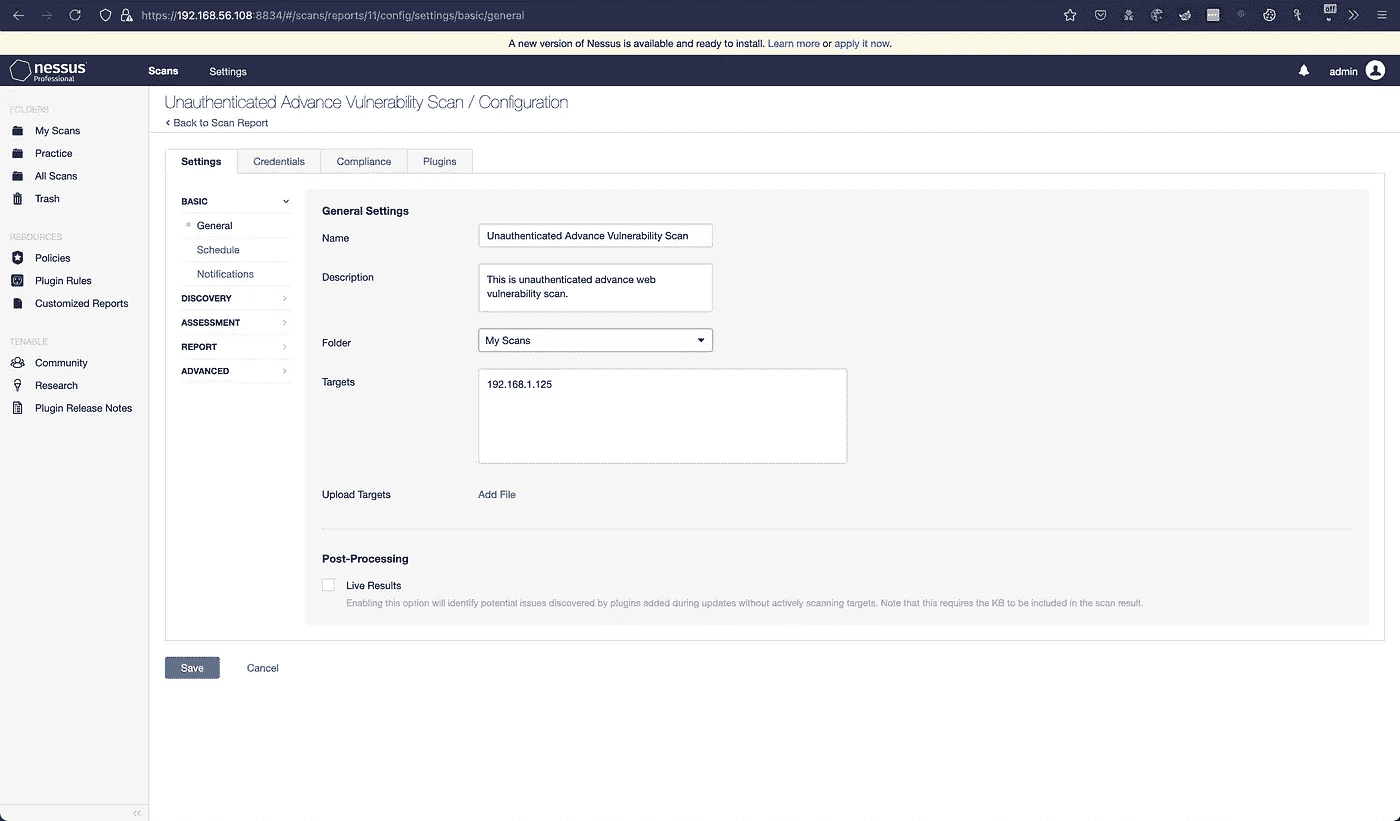 https://192.168.56.108:8834/#/scans/reports/11/config/settings/basic/general
off
A new version of Nessus is available and ready to install. Learn more or apply it now.
nessus
Professional
Scans
Settings
admin
FOLDERS
My Scans
Practice
All Scans
Trash
RESOURCES
Policies
Plugin Rules
Customized Reports
TENABLE
Community
Research
Plugin Release Notes
Unauthenticated Advance Vulnerability Scan / Configuration
< Back to Scan Report
Settings
Credentials
Compliance
Plugins
BASIC
General
Schedule
Notifications
DISCOVERY
ASSESSMENT
REPORT
ADVANCED
General Settings
Name
Unauthenticated Advance Vulnerability Scan
Description
This is unauthenticated advance web
vulnerability scan.
Folder
My Scans
Targets
192.168.1.125
Upload Targets
Add File
Post-Processing
Live Results
Enabling this option will identify potential issues discovered by plugins added during updates without actively scanning targets. Note that this requires the KB to be included in the scan result.
Save
Cancel